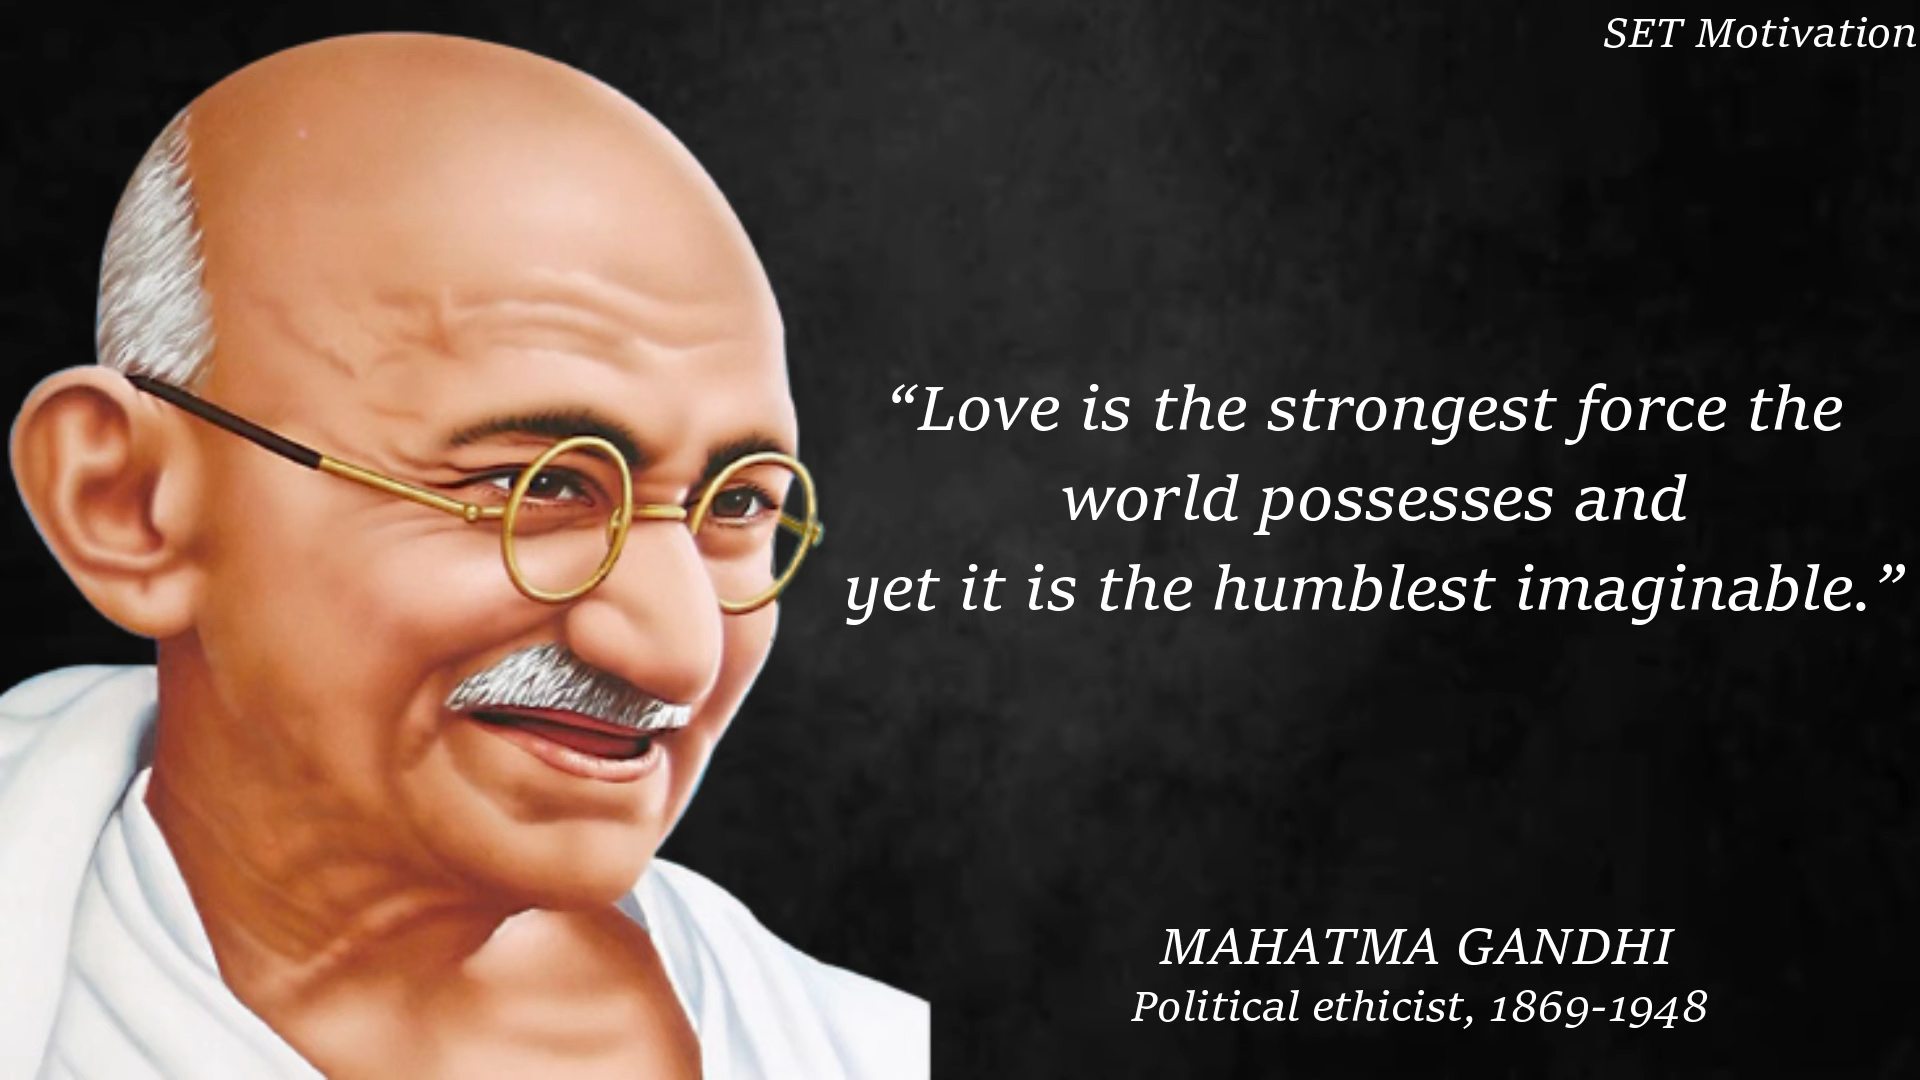 SET Motivation
“Love is the strongest force the
world possesses and
yet it is the humblest imaginable.”
MAHATMA GANDHI
Political ethicist, 1869-1948